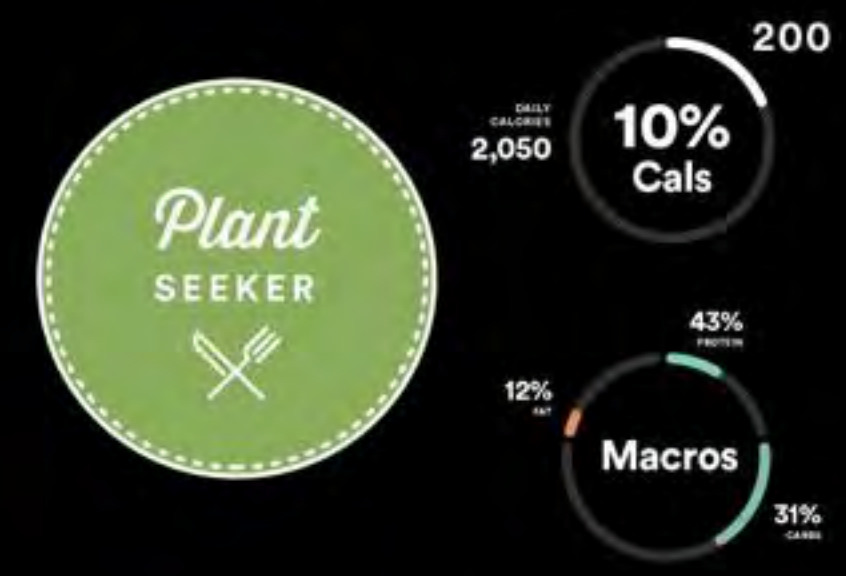 Plant
SEEKER
200
DAILY
CALORIES
2,050
10%
Cals
43%
PROTEIN
12%
FAT
Macros
31%
CARBS